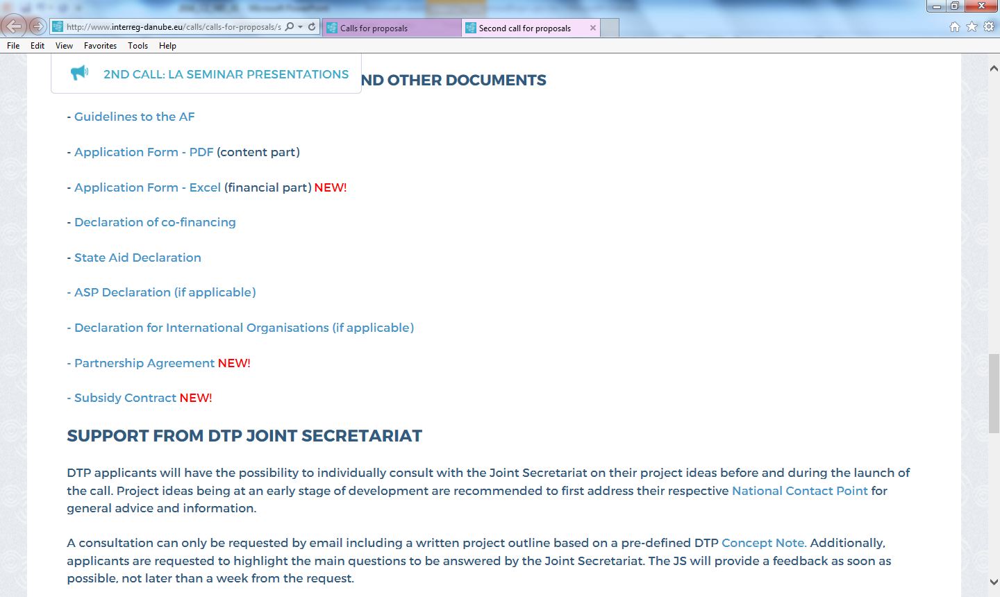 http://www.interreg-danube.eu/calls/calls-for-proposals/s
Calls for proposals
Second call for proposals
File Edit View Favorites Tools Help
2ND CALL: LA SEMINAR PRESENTATIONS
ND OTHER DOCUMENTS
- Guidelines to the AF
- Application Form - PDF (content part)
- Application Form - Excel (financial part) NEW!
- Declaration of co-financing
- State Aid Declaration
- ASP Declaration (if applicable)
- Declaration for International Organisations (if applicable)
- Partnership Agreement NEW!
- Subsidy Contract NEW!
SUPPORT FROM DTP JOINT SECRETARIAT
DTP applicants will have the possibility to individually consult with the Joint Secretariat on their project ideas before and during the launch of
the call. Project ideas being at an early stage of development are recommended to first address their respective National Contact Point for
general advice and information.
A consultation can only be requested by email including a written project outline based on a pre-defined DTP Concept Note. Additionally,
applicants are requested to highlight the main questions to be answered by the Joint Secretariat. The JS will provide a feedback as soon as
possible, not later than a week from the request.